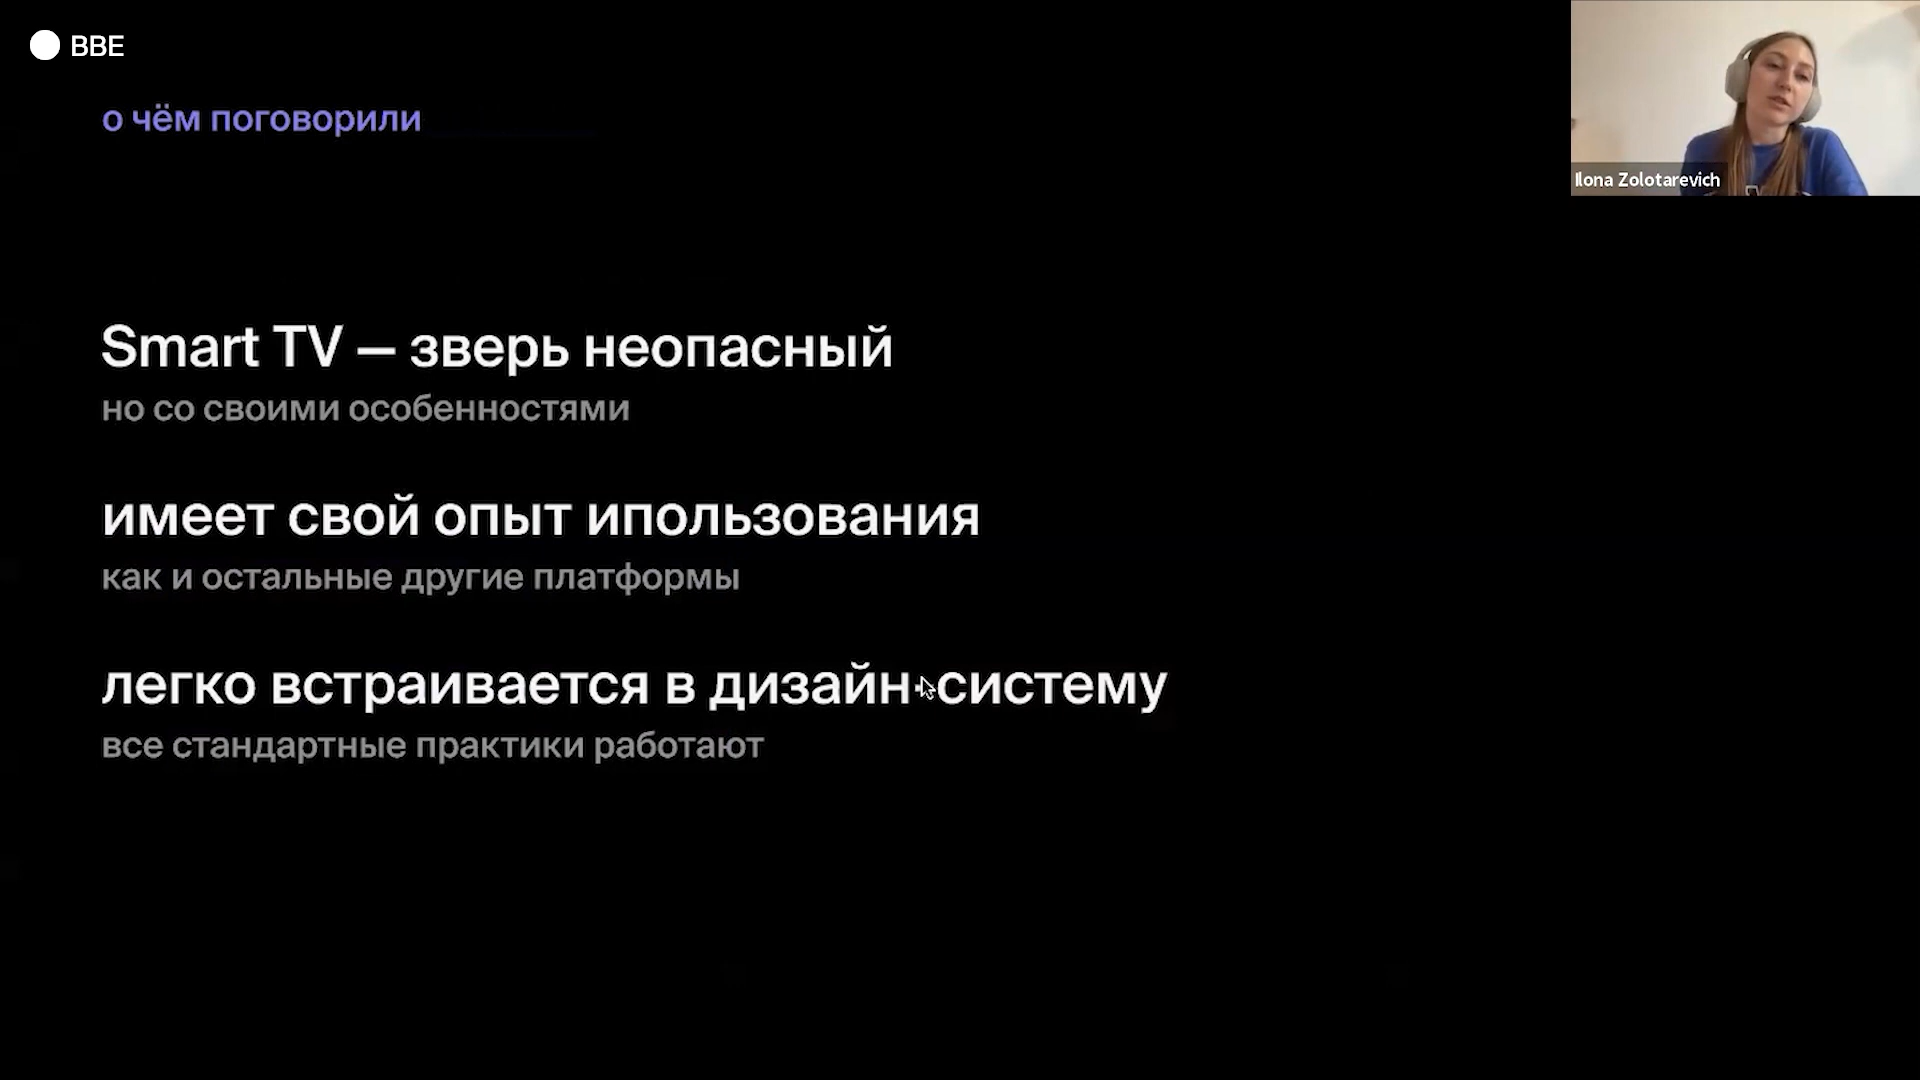 BBE
о чём поговорили
Ilona Zolotarevich
Smart TV — зверь неопасный
но со своими особенностями
имеет свой опыт ипользования
как и остальные другие платформы
легко встраивается в дизайн-систему
все стандартные практики работают